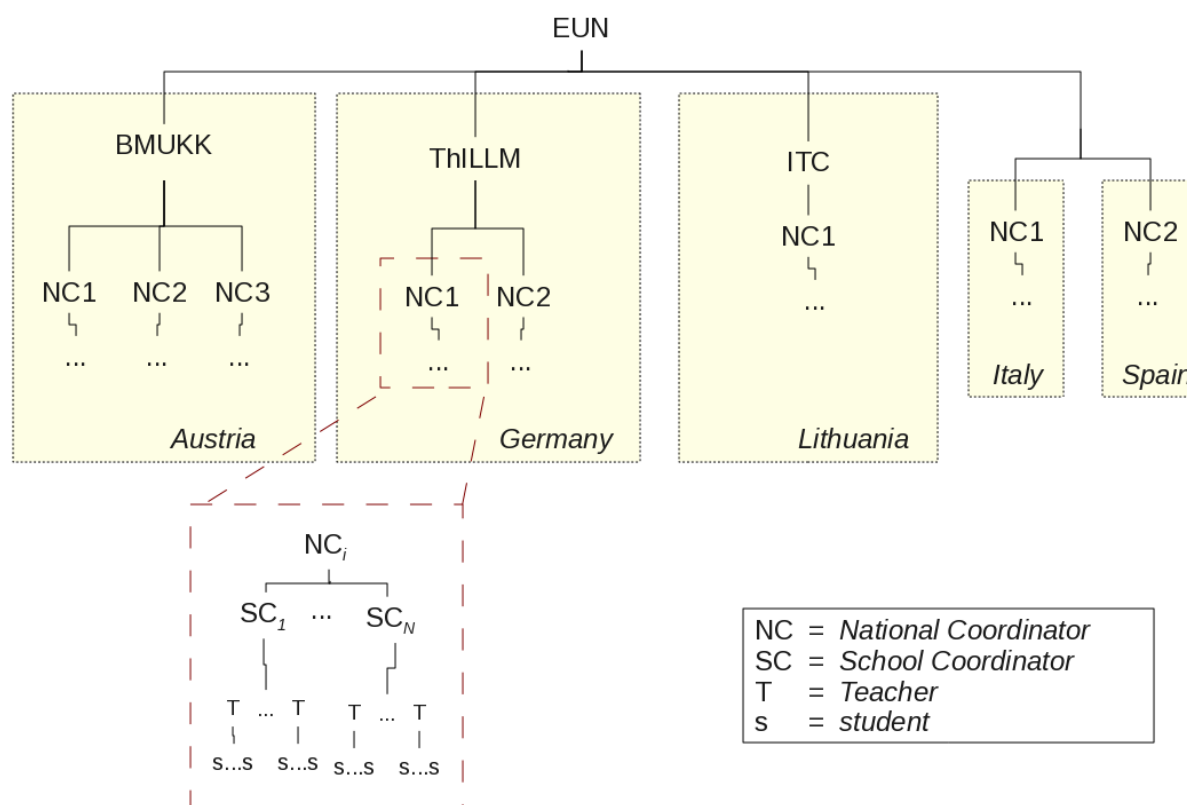 EUN
BMUKK
ThILLM
ITC
NC1
NC2
NC1
NC1 NC2 NC3
NC1 NC2
... ... ...
... ...
...
...
...
Italy
Spain
Austria
Germany
Lithuania
NCi
SC1 ... SCN
T ... T T ... T
s...s s...s s...s s...s
NC = National Coordinator
SC = School Coordinator
T = Teacher
s = student